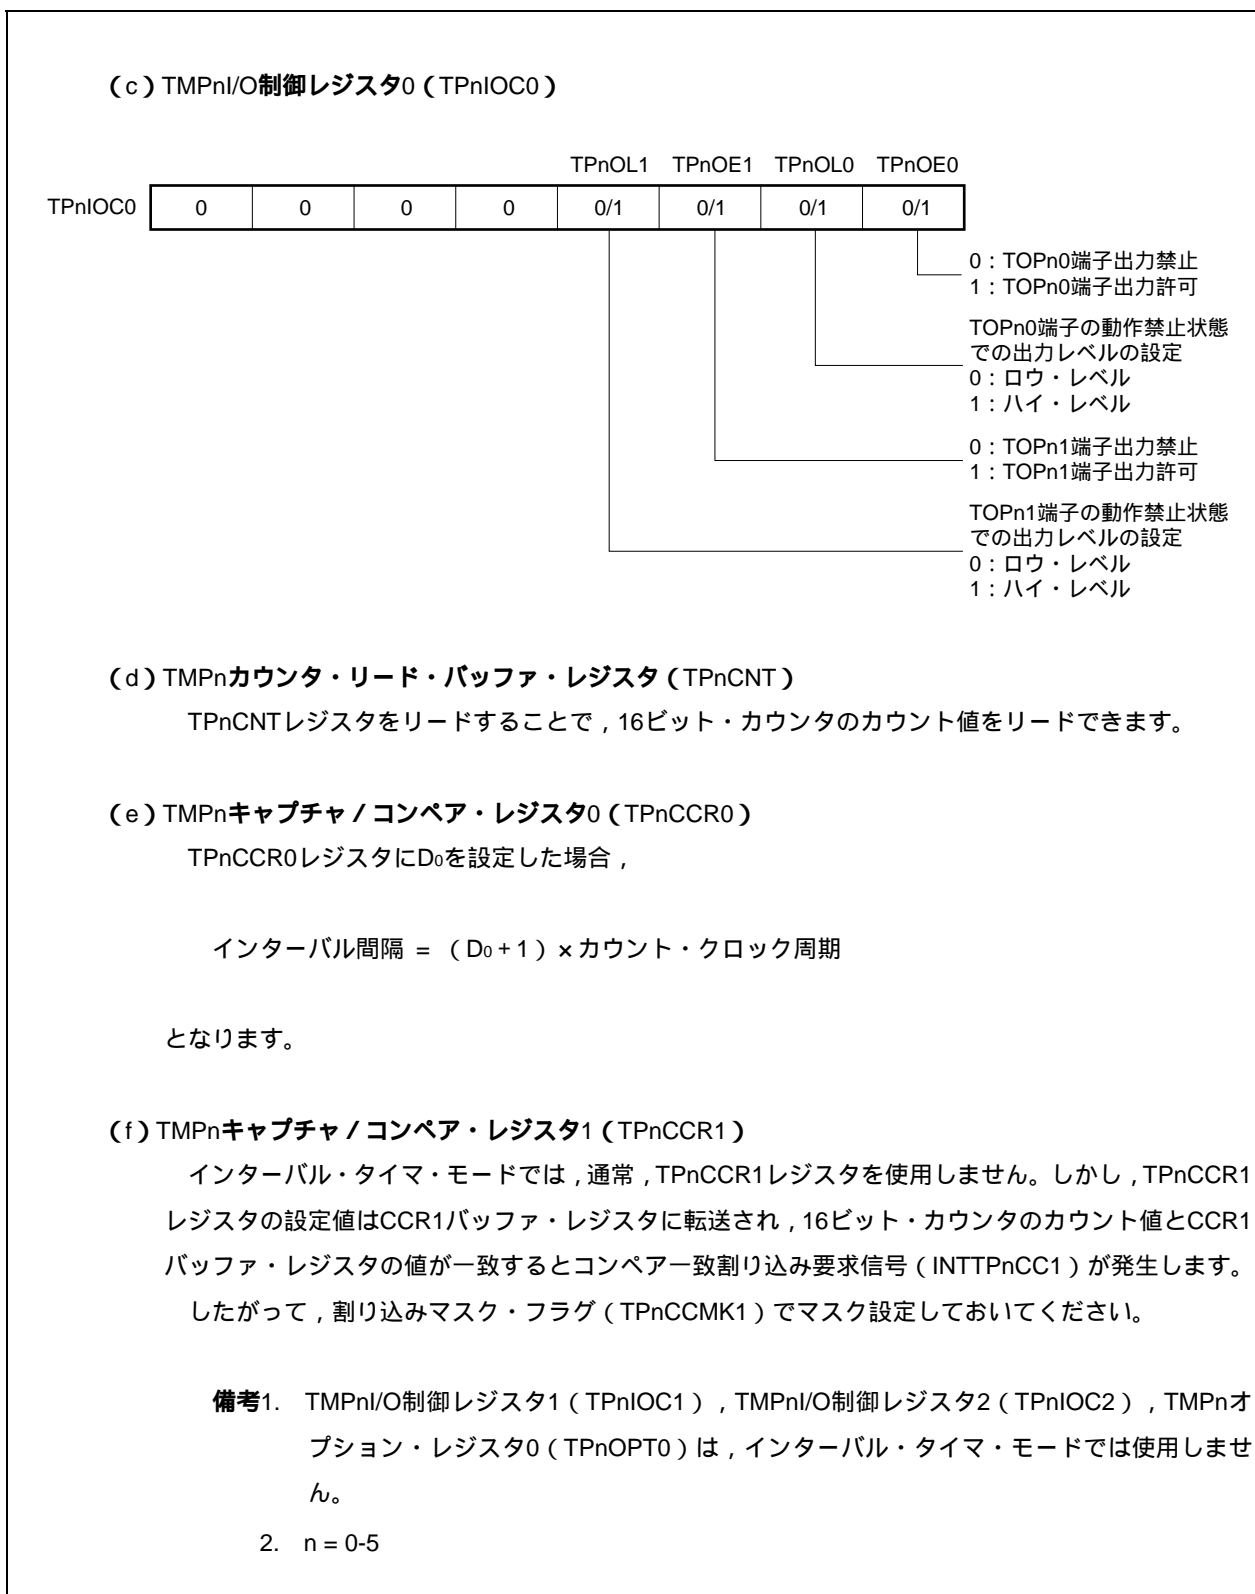 （c）TMPnI/O制御レジスタ0（TPnIOC0）
TPnOL1 TPnOE1 TPnOL0 TPnOE0
TPnIOC0 0 0 0 0 0/1 0/1 0/1 0/1
0：TOPn0端子出力禁止
1：TOPn0端子出力許可
TOPn0端子の動作禁止状態
での出力レベルの設定
0：ロウ・レベル
1：ハイ・レベル
0：TOPn1端子出力禁止
1：TOPn1端子出力許可
TOPn1端子の動作禁止状態
での出力レベルの設定
0：ロウ・レベル
1：ハイ・レベル
（d）TMPnカウンタ・リード・バッファ・レジスタ（TPnCNT）
TPnCNTレジスタをリードすることで，16ビット・カウンタのカウント値をリードできます。
（e）TMPnキャプチャ／コンペア・レジスタ0（TPnCCR0）
TPnCCR0レジスタにD0を設定した場合，
インターバル間隔 = （D0 + 1）×カウント・クロック周期
となります。
（f）TMPnキャプチャ／コンペア・レジスタ1（TPnCCR1）
インターバル・タイマ・モードでは，通常，TPnCCR1レジスタを使用しません。しかし，TPnCCR1
レジスタの設定値はCCR1バッファ・レジスタに転送され，16ビット・カウンタのカウント値とCCR1
バッファ・レジスタの値が一致するとコンペア一致割り込み要求信号（INTTPnCC1）が発生します。
したがって，割り込みマスク・フラグ（TPnCCMK1）でマスク設定しておいてください。
備考1. TMPnI/O制御レジスタ1（TPnIOC1），TMPnI/O制御レジスタ2（TPnIOC2），TMPnオ
プション・レジスタ0（TPnOPT0）は，インターバル・タイマ・モードでは使用しませ
ん。
2. n = 0-5